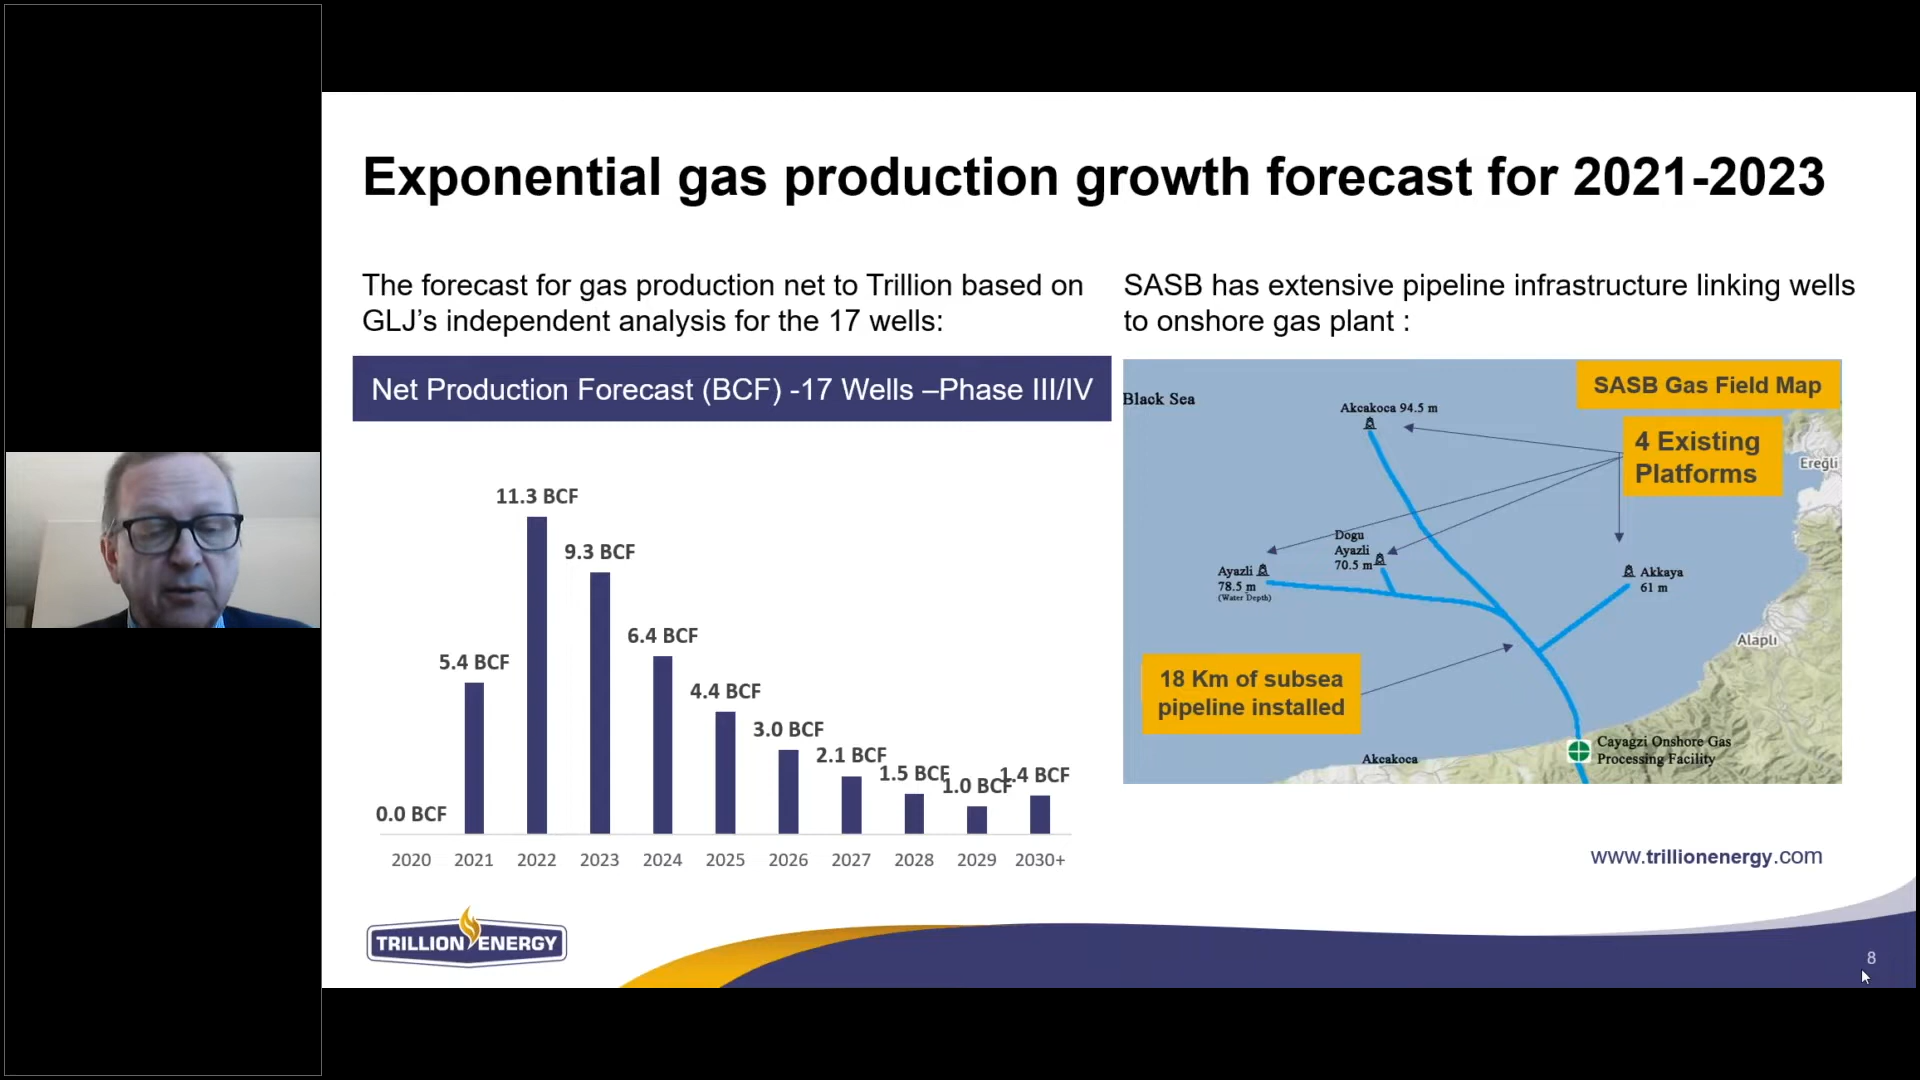 Exponential gas production growth forecast for 2021-2023
The forecast for gas production net to Trillion based on
GLJ’s independent analysis for the 17 wells:
Net Production Forecast (BCF) -17 Wells –Phase III/IV
0.0 BCF
5.4 BCF
11.3 BCF
9.3 BCF
6.4 BCF
4.4 BCF
3.0 BCF
2.1 BCF
1.5 BCF
1.0 BCF
1.4 BCF
2020 2021 2022 2023 2024 2025 2026 2027 2028 2029 2030+
SASB has extensive pipeline infrastructure linking wells
to onshore gas plant :
SASB Gas Field Map
Black Sea
Akcakoca 94.5 m
4 Existing
Platforms
Ereğli
Dogu
Ayazli
70.5 m
Ayazli
78.5 m
(Water Depth)
Akkaya
61 m
Alaplı
18 Km of subsea
pipeline installed
Cayagzi Onshore Gas
Processing Facility
Akcakoca
www.trillionenergy.com
TRILLION ENERGY
8